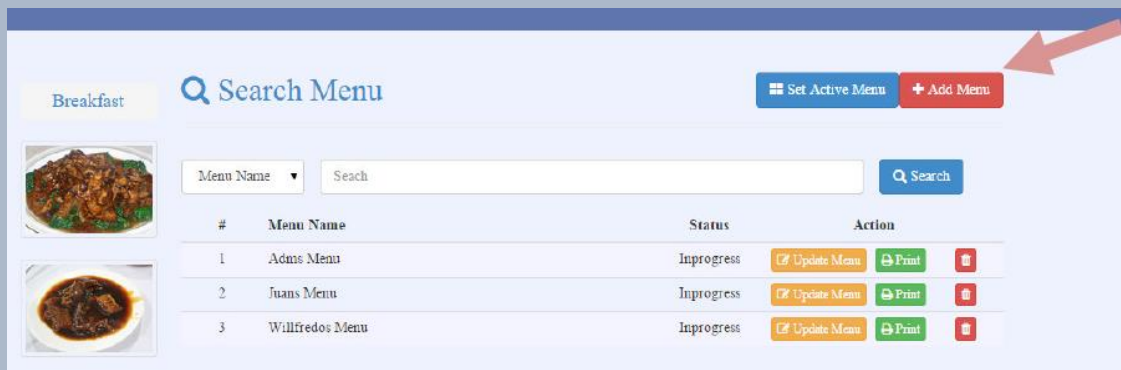 Breakfast
Search Menu
Set Active Menu
Add Menu
Menu Name
Seach
Search
# Menu Name Status Action
1 Adms Menu Inprogress Update Menu Print
2 Juans Menu Inprogress Update Menu Print
3 Willfredos Menu Inprogress Update Menu Print